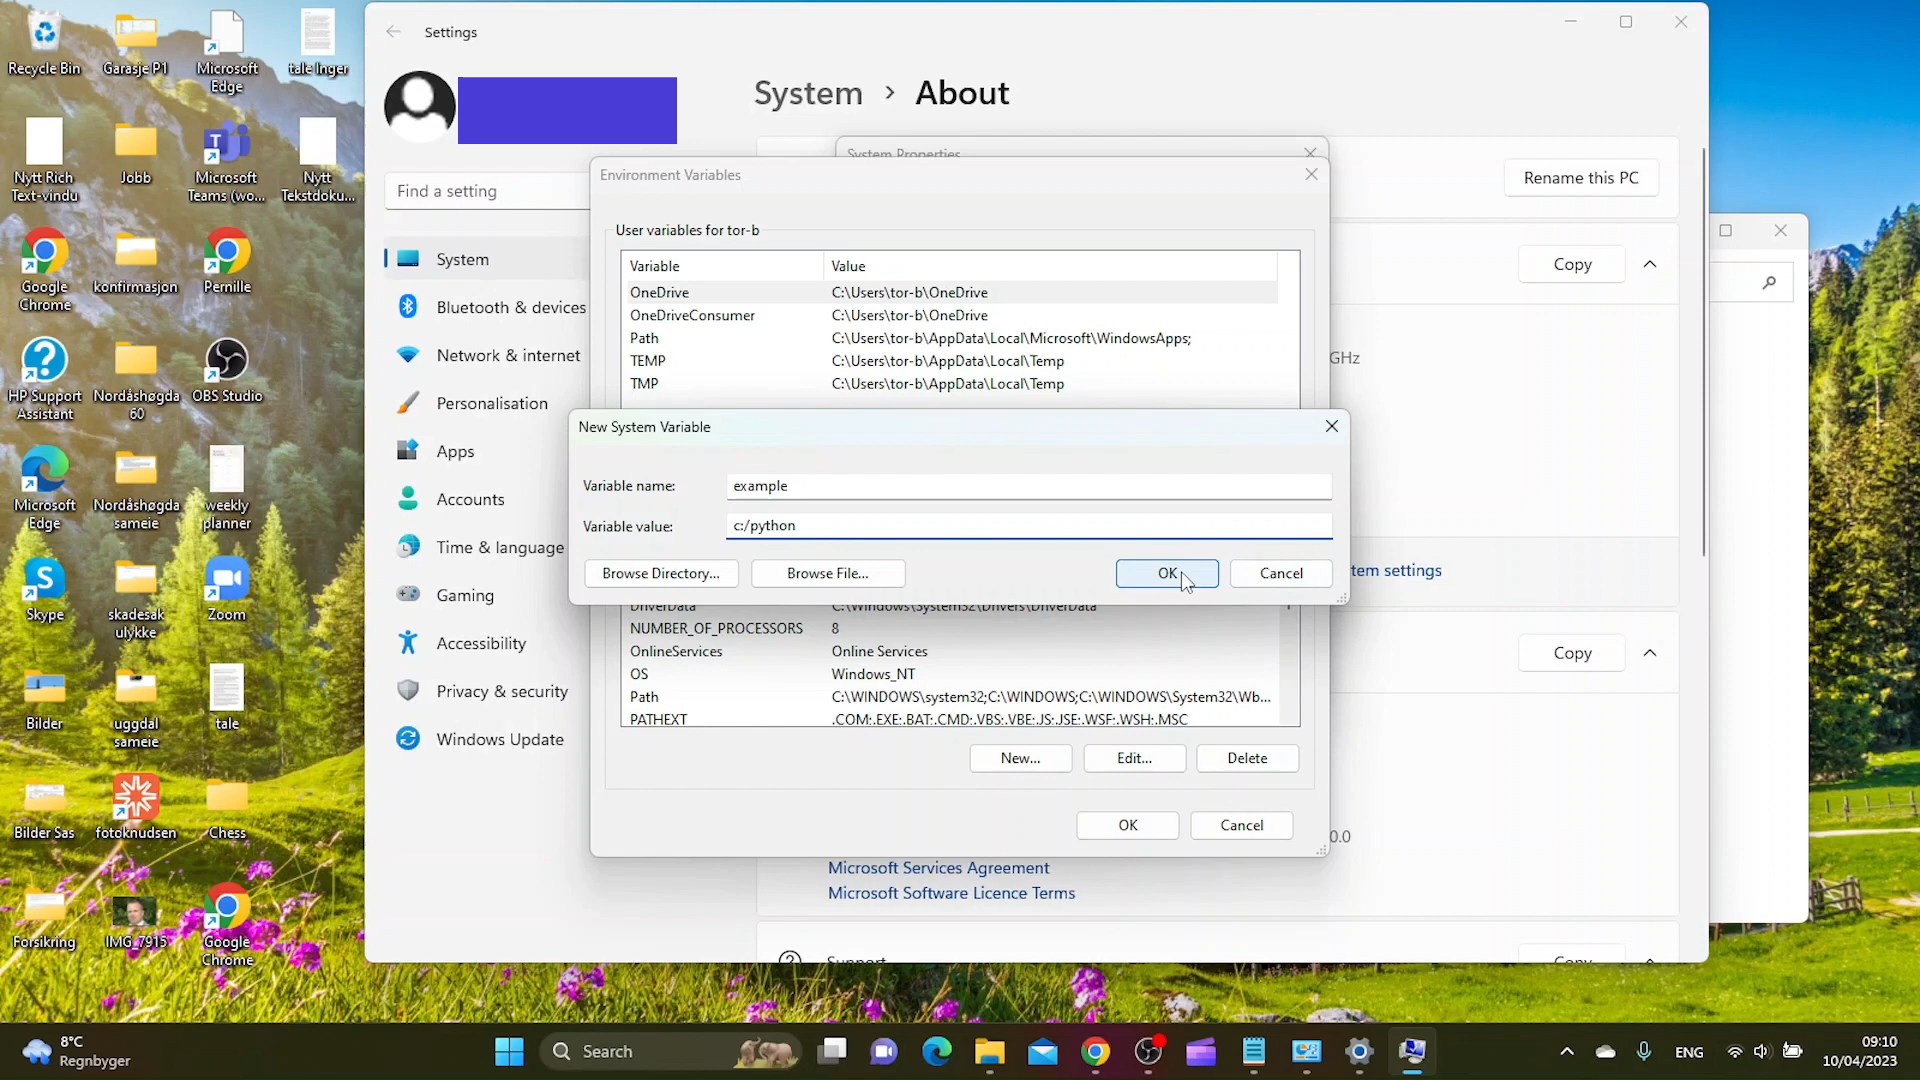 Recycle Bin
Garasje P1
Microsoft
Edge
tale Inger
Nytt Rich
Text-vindu
Jobb
Microsoft
Teams (wo...
Nytt
Tekstdoku...
Google
Chrome
konfirmasjon
Pernille
HP Support
Assistant
Nordåshøgda
60
OBS Studio
Microsoft
Edge
Nordåshøgda
sameie
weekly
planner
Skype
skadesak
ulykke
Zoom
Bilder
uggdal
sameie
tale
Bilder Sas
fotoknudsen
Chess
Forsikring
IMG_7915
Google
Chrome
Settings
Find a setting
System
Bluetooth & devices
Network & internet
Personalisation
Apps
Accounts
Time & language
Gaming
Accessibility
Privacy & security
Windows Update
System > About
Rename this PC
Copy
GHz
tem settings
Copy
0.0
Microsoft Services Agreement
Microsoft Software Licence Terms
Support
Copy
System Properties
Environment Variables
User variables for tor-b
Variable Value
OneDrive C:\Users\tor-b\OneDrive
OneDriveConsumer C:\Users\tor-b\OneDrive
Path C:\Users\tor-b\AppData\Local\Microsoft\WindowsApps;
TEMP C:\Users\tor-b\AppData\Local\Temp
TMP C:\Users\tor-b\AppData\Local\Temp
New System Variable
Variable name: example
Variable value: c:/python
Browse Directory... Browse File... OK Cancel
DriverData C:\Windows\System32\Drivers\DriverData
NUMBER_OF_PROCESSORS 8
OnlineServices Online Services
OS Windows_NT
Path C:\WINDOWS\system32;C:\WINDOWS;C:\WINDOWS\System32\Wb...
PATHEXT .COM;.EXE;.BAT;.CMD;.VBS;.VBE;.JS;.JSE;.WSF;.WSH;.MSC
New... Edit... Delete
OK Cancel
8°C
Regnbyger
Search
ENG
09:10
10/04/2023